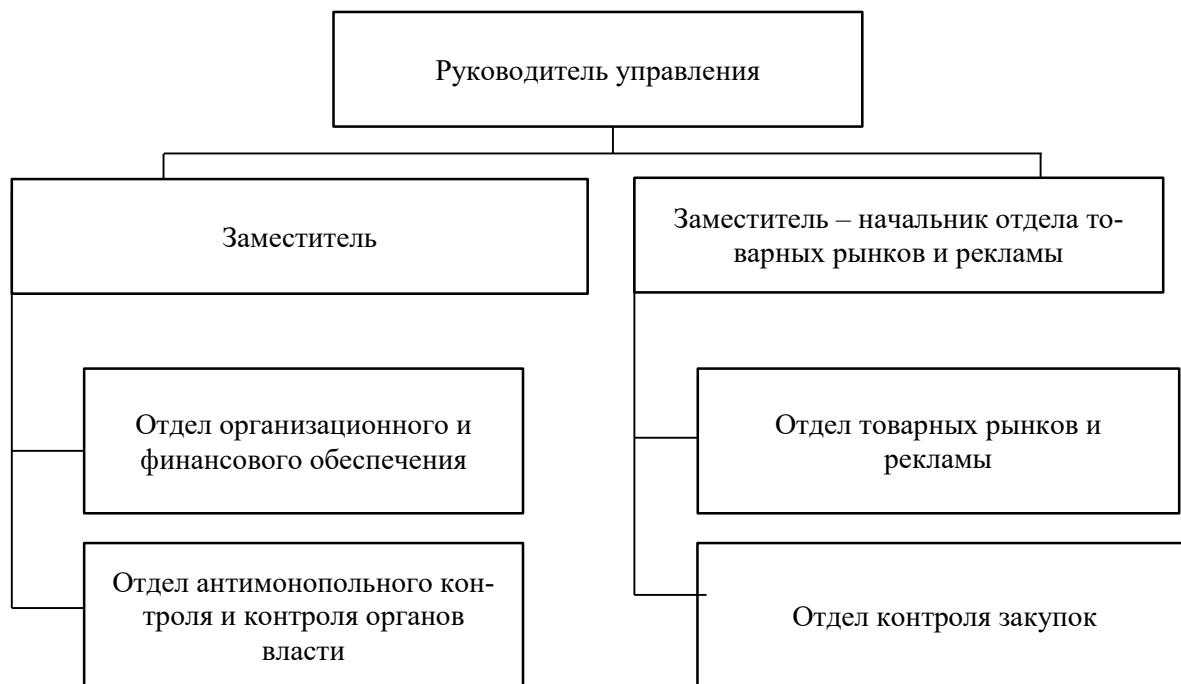 Руководитель управления
Заместитель
Заместитель – начальник отдела то-
варных рынков и рекламы
Отдел организационного и
финансового обеспечения
Отдел товарных рынков и
рекламы
Отдел антимонопольного кон-
троля и контроля органов
власти
Отдел контроля закупок